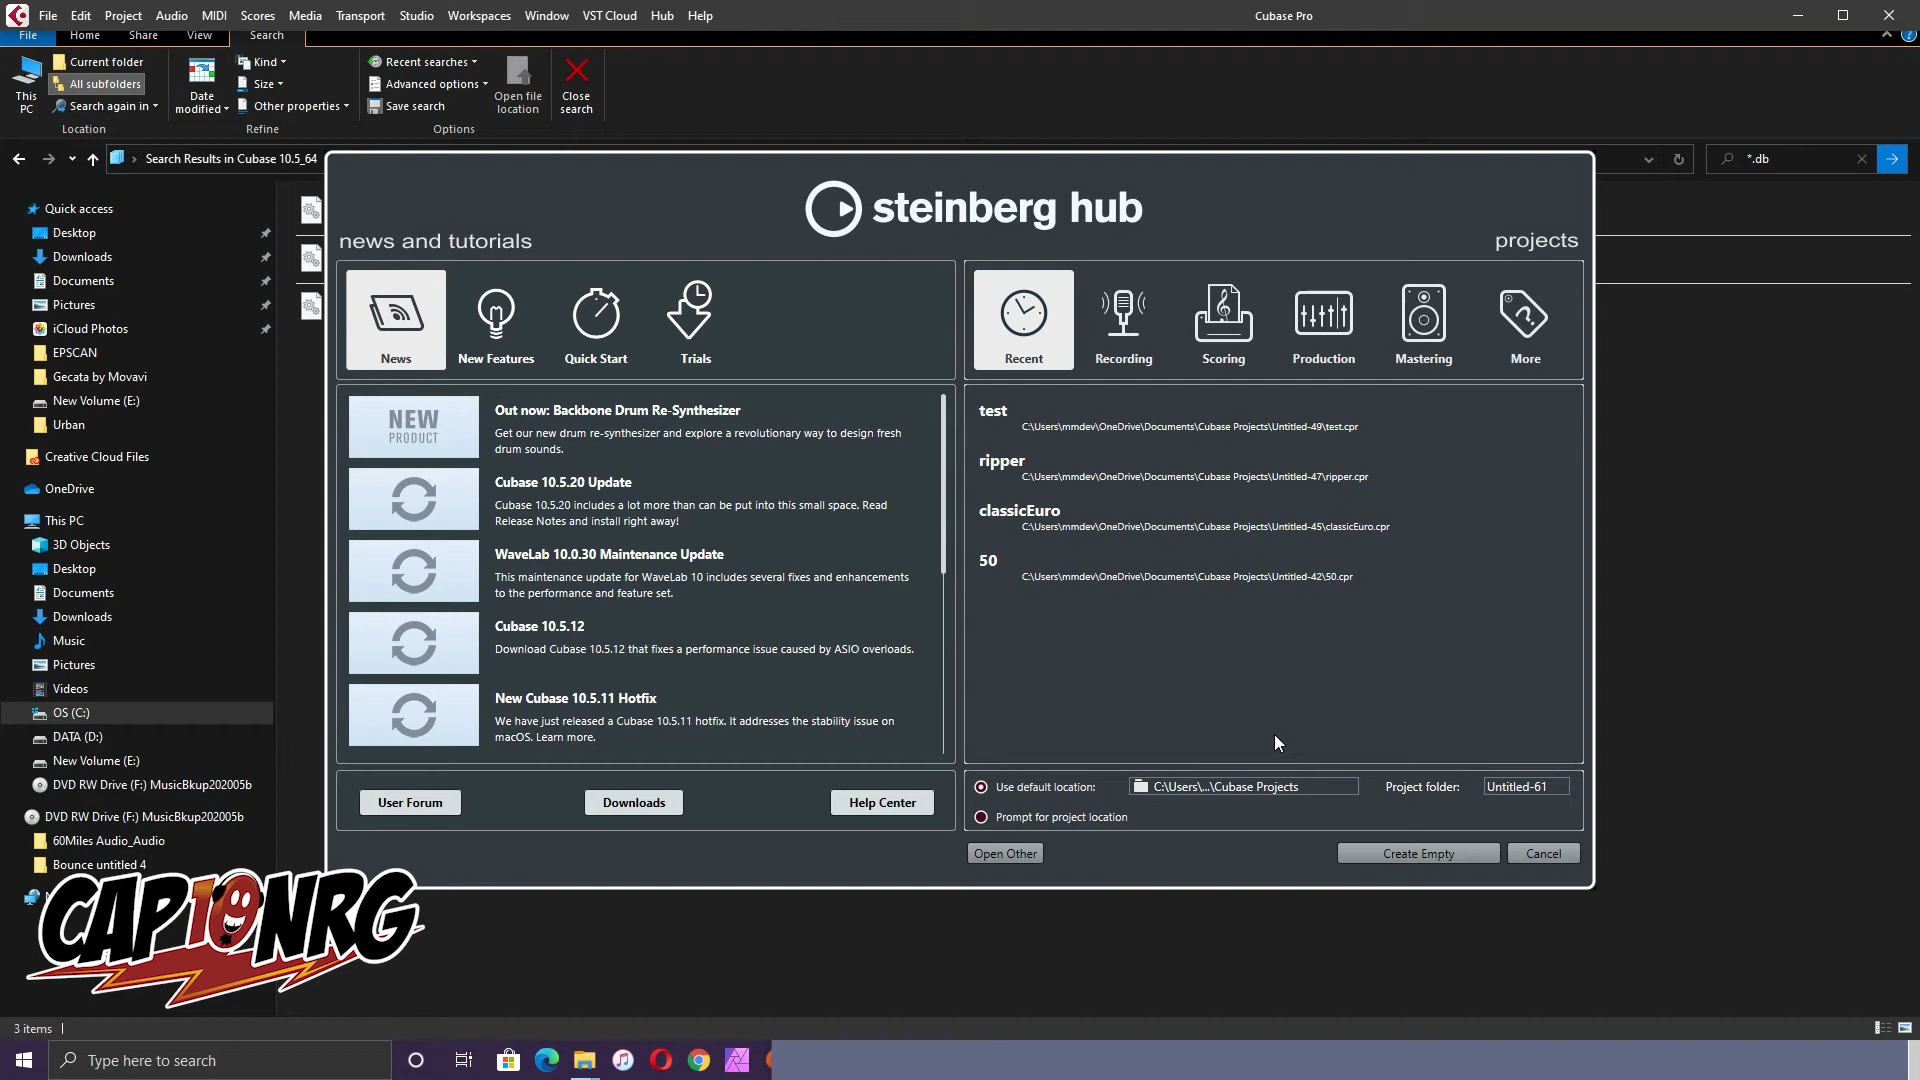 File Edit Project Audio MIDI Scores Media Transport Studio Workspaces Window VST Cloud Hub Help
Cubase Pro
File Home Share View Search
This PC
Current folder
All subfolders
Search again in
Location
Date modified
Kind
Size
Other properties
Refine
Recent searches
Advanced options
Save search
Options
Open file location
Close search
Search Results in Cubase 10.5_64
*.db
Quick access
Desktop
Downloads
Documents
Pictures
iCloud Photos
EPSCAN
Gecata by Movavi
New Volume (E:)
Urban
Creative Cloud Files
OneDrive
This PC
3D Objects
Desktop
Documents
Downloads
Music
Pictures
Videos
OS (C:)
DATA (D:)
New Volume (E:)
DVD RW Drive (F:) MusicBkup202005b
DVD RW Drive (F:) MusicBkup202005b
60Miles Audio_Audio
Bounce untitled 4
steinberg hub
news and tutorials
projects
News
New Features
Quick Start
Trials
Recent
Recording
Scoring
Production
Mastering
More
NEW PRODUCT
Out now: Backbone Drum Re-Synthesizer
Get our new drum re-synthesizer and explore a revolutionary way to design fresh
drum sounds.
Cubase 10.5.20 Update
Cubase 10.5.20 includes a lot more than can be put into this small space. Read
Release Notes and install right away!
WaveLab 10.0.30 Maintenance Update
This maintenance update for WaveLab 10 includes several fixes and enhancements
to the performance and feature set.
Cubase 10.5.12
Download Cubase 10.5.12 that fixes a performance issue caused by ASIO overloads.
New Cubase 10.5.11 Hotfix
We have just released a Cubase 10.5.11 hotfix. It addresses the stability issue on
macOS. Learn more.
test
C:\Users\mmdev\OneDrive\Documents\Cubase Projects\Untitled-49\test.cpr
ripper
C:\Users\mmdev\OneDrive\Documents\Cubase Projects\Untitled-47\ripper.cpr
classicEuro
C:\Users\mmdev\OneDrive\Documents\Cubase Projects\Untitled-45\classicEuro.cpr
50
C:\Users\mmdev\OneDrive\Documents\Cubase Projects\Untitled-42\50.cpr
User Forum
Downloads
Help Center
Use default location:
C:\Users\...\Cubase Projects
Project folder:
Untitled-61
Prompt for project location
Open Other
Create Empty
Cancel
CAP10NRG
3 items
Type here to search